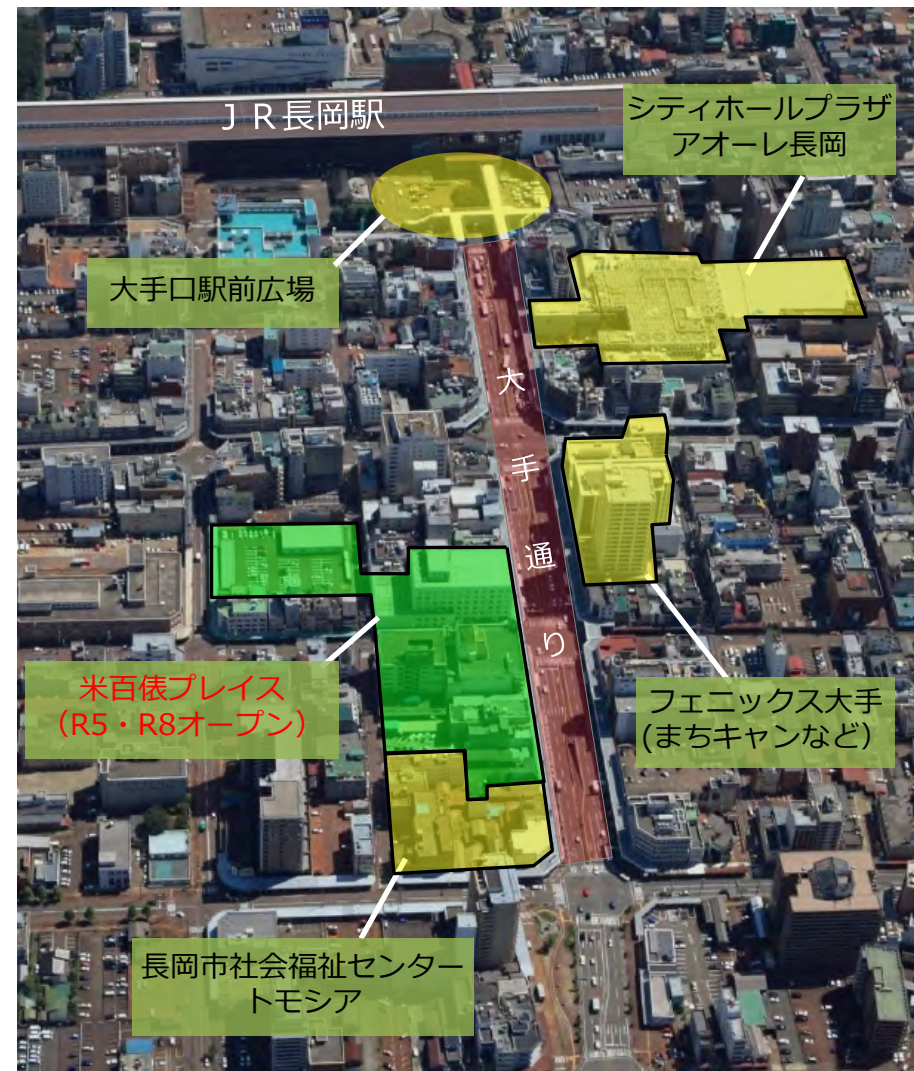 ＪＲ長岡駅
シティホールプラザ
アオーレ長岡
大手口駅前広場
大手通り
米百俵プレイス
（R5・R8オープン）
フェニックス大手
(まちキャンなど）
長岡市社会福祉センター
トモシア